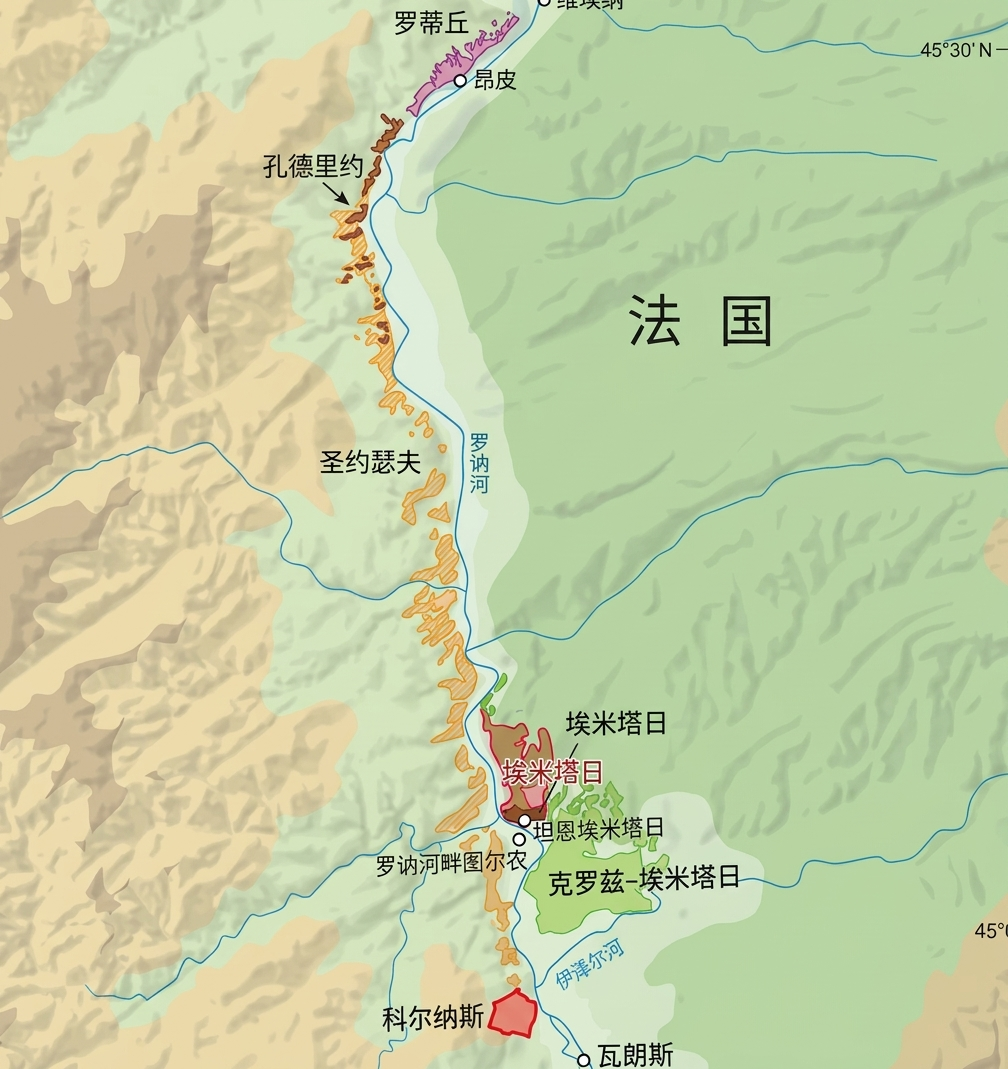 维埃纳
罗蒂丘
45°30′N
昂皮
孔德里约
法国
罗讷河
圣约瑟夫
埃米塔日
埃米塔日
坦恩埃米塔日
罗讷河畔图尔农
克罗兹-埃米塔日
伊泽尔河
科尔纳斯
瓦朗斯